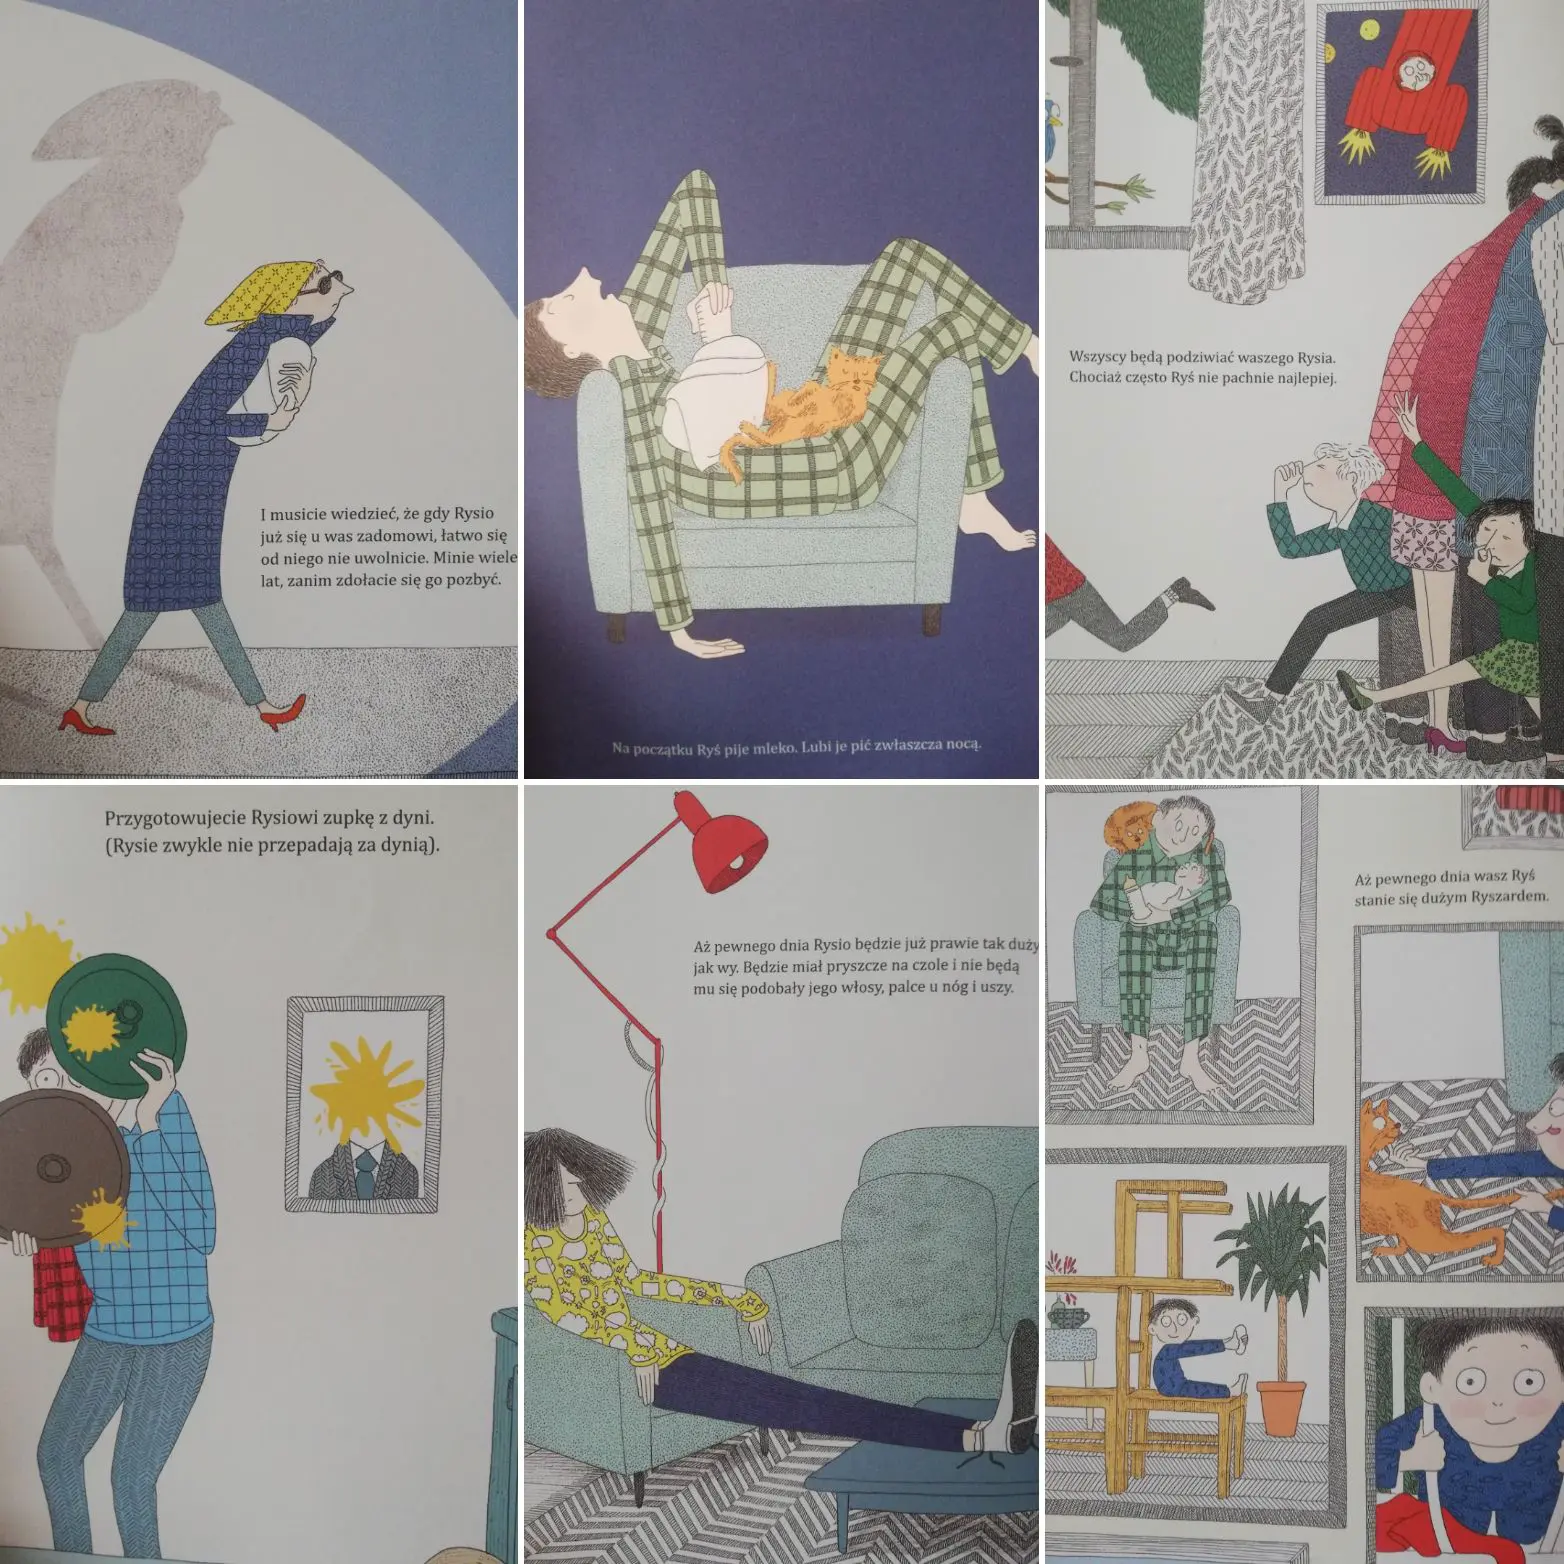 I musicie wiedzieć, że gdy Rysio
już się u was zadomowi, łatwo się
od niego nie uwolnicie. Minie wiele
lat, zanim zdołacie się go pozbyć.
Na początku Ryś pije mleko. Lubi je pić zwłaszcza nocą.
Wszyscy będą podziwiać waszego Rysia.
Chociaż często Ryś nie pachnie najlepiej.
Przygotowujecie Rysiowi zupkę z dyni.
(Rysie zwykle nie przepadają za dynią).
Aż pewnego dnia Rysio będzie już prawie tak duży
jak wy. Będzie miał pryszcze na czole i nie będą
mu się podobały jego włosy, palce u nóg i uszy.
Aż pewnego dnia wasz Ryś
stanie się dużym Ryszardem.